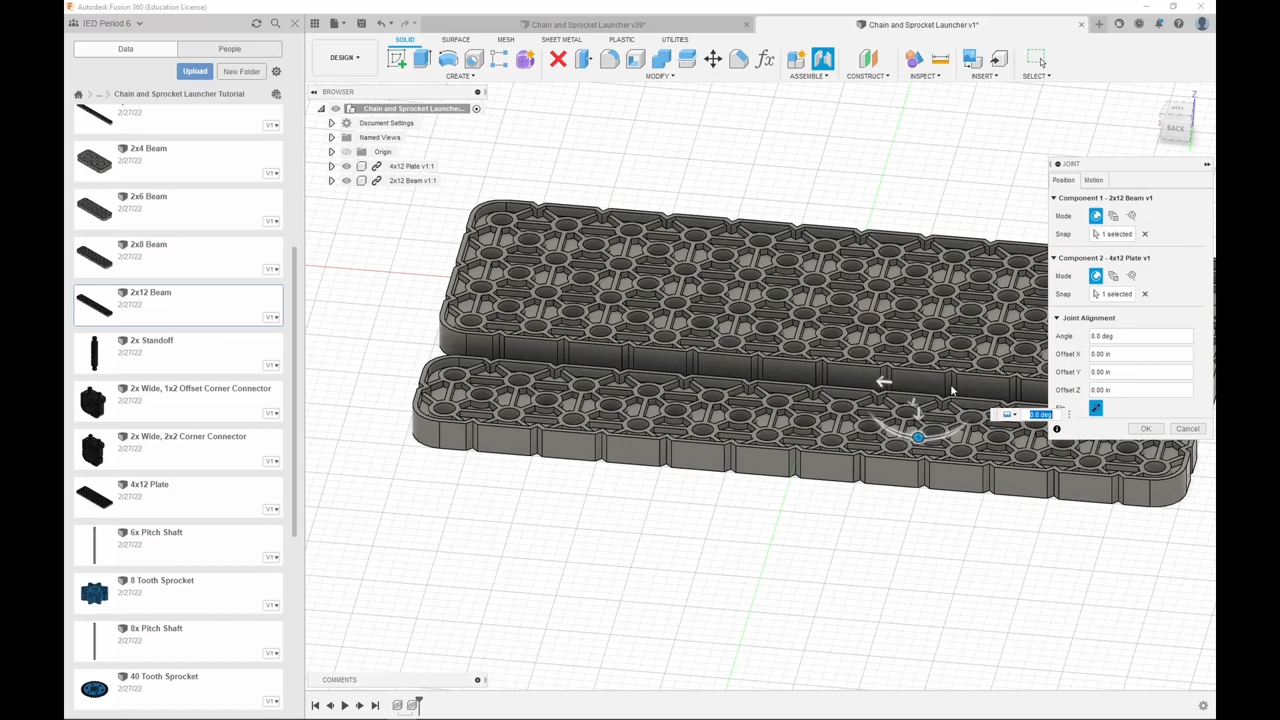 Autodesk Fusion 360 (Education License)
IED Period 6
Chain and Sprocket Launcher v39*
Chain and Sprocket Launcher v1*
Data
People
Upload
New Folder
... > Chain and Sprocket Launcher Tutorial
2/27/22
V1
2x4 Beam
2/27/22
V1
2x6 Beam
2/27/22
V1
2x8 Beam
2/27/22
V1
2x12 Beam
2/27/22
V1
2x Standoff
2/27/22
V1
2x Wide, 1x2 Offset Corner Connector
2/27/22
V1
2x Wide, 2x2 Corner Connector
2/27/22
V1
4x12 Plate
2/27/22
V1
6x Pitch Shaft
2/27/22
V1
8 Tooth Sprocket
2/27/22
V1
8x Pitch Shaft
2/27/22
V1
40 Tooth Sprocket
2/27/22
V1
DESIGN
SOLID
SURFACE
MESH
SHEET METAL
PLASTIC
UTILITIES
fx
CREATE
MODIFY
ASSEMBLE
CONSTRUCT
INSPECT
INSERT
SELECT
BROWSER
Chain and Sprocket Launche...
Document Settings
Named Views
Origin
4x12 Plate v1:1
2x12 Beam v1:1
Z
BACK
JOINT
Position
Motion
Component 1 - 2x12 Beam v1
Mode
Snap
1 selected
Component 2 - 4x12 Plate v1
Mode
Snap
1 selected
Joint Alignment
Angle
0.0 deg
Offset X
0.00 in
Offset Y
0.00 in
Offset Z
0.00 in
0.0 deg
OK
Cancel
COMMENTS